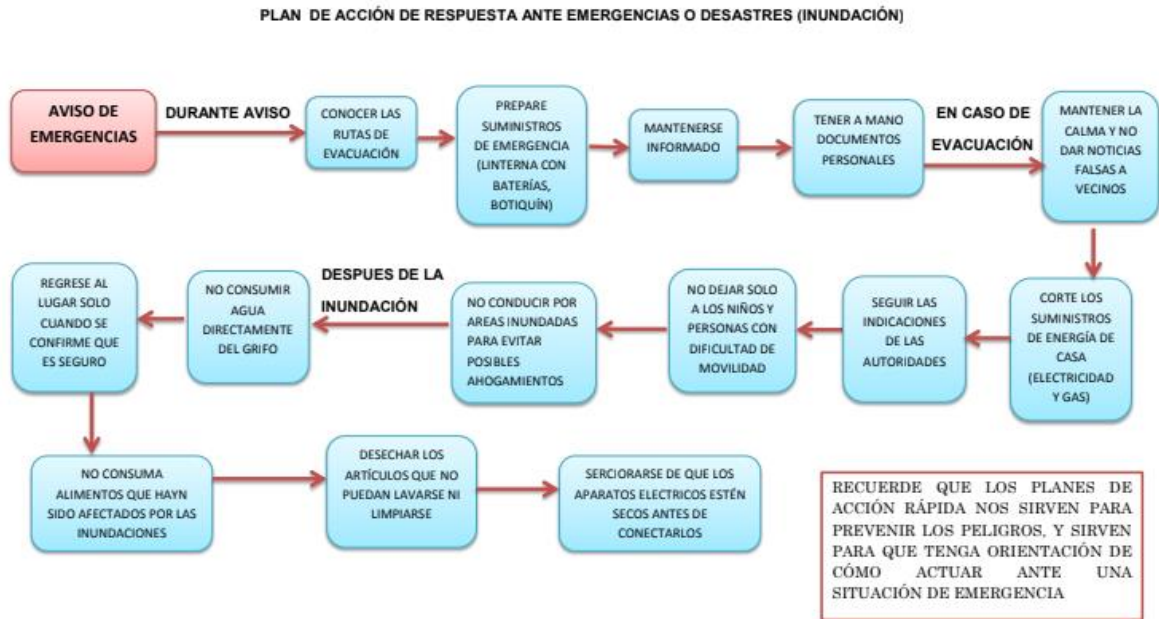 PLAN DE ACCIÓN DE RESPUESTA ANTE EMERGENCIAS O DESASTRES (INUNDACIÓN)
AVISO DE
EMERGENCIAS
DURANTE AVISO
CONOCER LAS
RUTAS DE
EVACUACIÓN
PREPARE
SUMINISTROS
DE EMERGENCIA
(LINTERNA CON
BATERÍAS,
BOTIQUÍN)
MANTENERSE
INFORMADO
TENER A MANO
DOCUMENTOS
PERSONALES
EN CASO DE
EVACUACIÓN
MANTENER LA
CALMA Y NO
DAR NOTICIAS
FALSAS A
VECINOS
CORTE LOS
SUMINISTROS
DE ENERGÍA DE
CASA
(ELECTRICIDAD
Y GAS)
SEGUIR LAS
INDICACIONES
DE LAS
AUTORIDADES
NO DEJAR SOLO
A LOS NIÑOS Y
PERSONAS CON
DIFICULTAD DE
MOVILIDAD
NO CONDUCIR POR
AREAS INUNDADAS
PARA EVITAR
POSIBLES
AHOGAMIENTOS
DESPUES DE LA
INUNDACIÓN
NO CONSUMIR
AGUA
DIRECTAMENTE
DEL GRIFO
REGRESE AL
LUGAR SOLO
CUANDO SE
CONFIRME QUE
ES SEGURO
NO CONSUMA
ALIMENTOS QUE HAYN
SIDO AFECTADOS POR LAS
INUNDACIONES
DESECHAR LOS
ARTÍCULOS QUE NO
PUEDAN LAVARSE NI
LIMPIARSE
SERCIORARSE DE QUE LOS
APARATOS ELECTRICOS ESTÉN
SECOS ANTES DE
CONECTARLOS
RECUERDE QUE LOS PLANES DE
ACCIÓN RÁPIDA NOS SIRVEN PARA
PREVENIR LOS PELIGROS, Y SIRVEN
PARA QUE TENGA ORIENTACIÓN DE
CÓMO ACTUAR ANTE UNA
SITUACIÓN DE EMERGENCIA